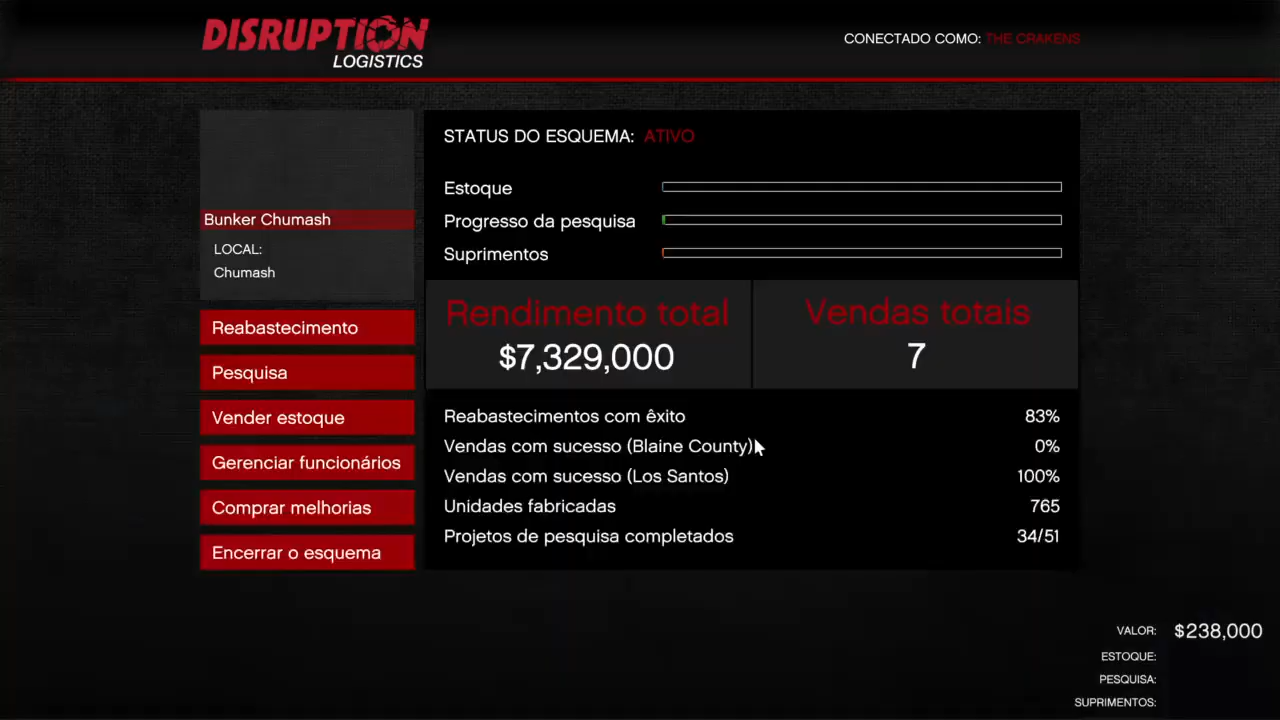 DISRUPTION
LOGISTICS
CONECTADO COMO: THE CRAKENS
Bunker Chumash
LOCAL:
Chumash
Reabastecimento
Pesquisa
Vender estoque
Gerenciar funcionários
Comprar melhorias
Encerrar o esquema
STATUS DO ESQUEMA: ATIVO
Estoque
Progresso da pesquisa
Suprimentos
Rendimento total
$7,329,000
Vendas totais
7
Reabastecimentos com êxito 83%
Vendas com sucesso (Blaine County) 0%
Vendas com sucesso (Los Santos) 100%
Unidades fabricadas 765
Projetos de pesquisa completados 34/51
VALOR: $238,000
ESTOQUE:
PESQUISA:
SUPRIMENTOS: